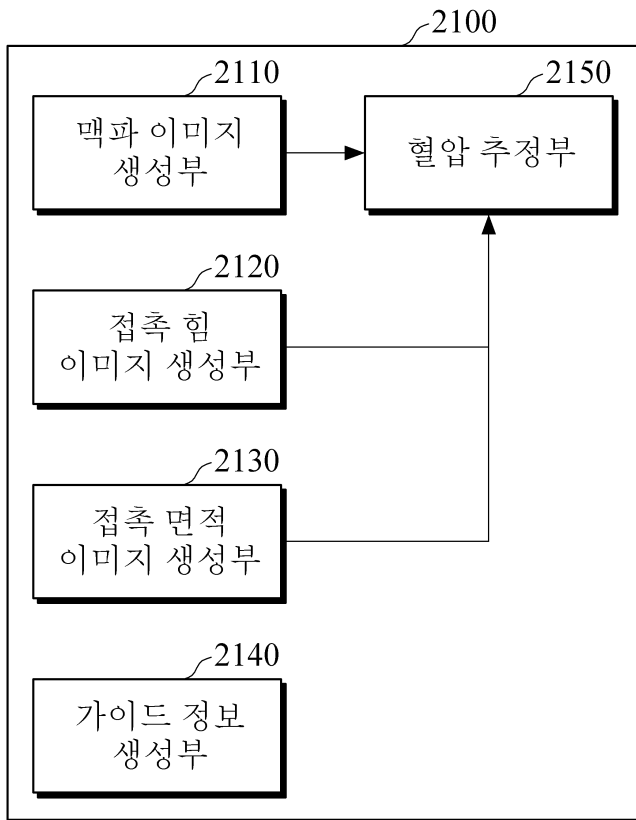 2100
2110
맥파 이미지
생성부
2150
혈압 추정부
2120
접촉 힘
이미지 생성부
2130
접촉 면적
이미지 생성부
2140
가이드 정보
생성부